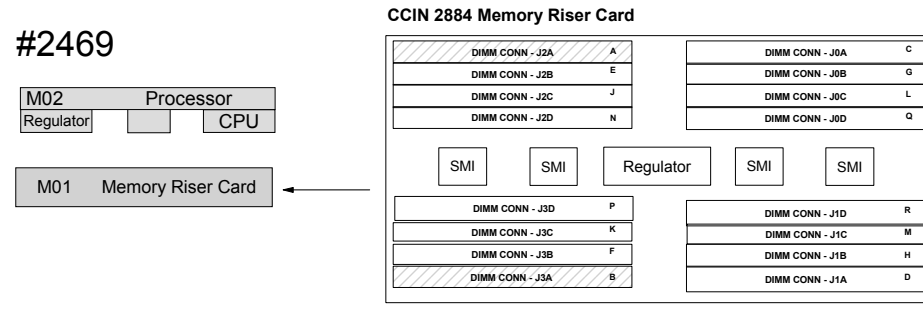 CCIN 2884 Memory Riser Card
#2469
M02 Processor
Regulator CPU
M01 Memory Riser Card
DIMM CONN - J2A A
DIMM CONN - J2B E
DIMM CONN - J2C J
DIMM CONN - J2D N
DIMM CONN - J0A C
DIMM CONN - J0B G
DIMM CONN - J0C L
DIMM CONN - J0D Q
SMI SMI Regulator SMI SMI
DIMM CONN - J3D P
DIMM CONN - J3C K
DIMM CONN - J3B F
DIMM CONN - J3A B
DIMM CONN - J1D R
DIMM CONN - J1C M
DIMM CONN - J1B H
DIMM CONN - J1A D